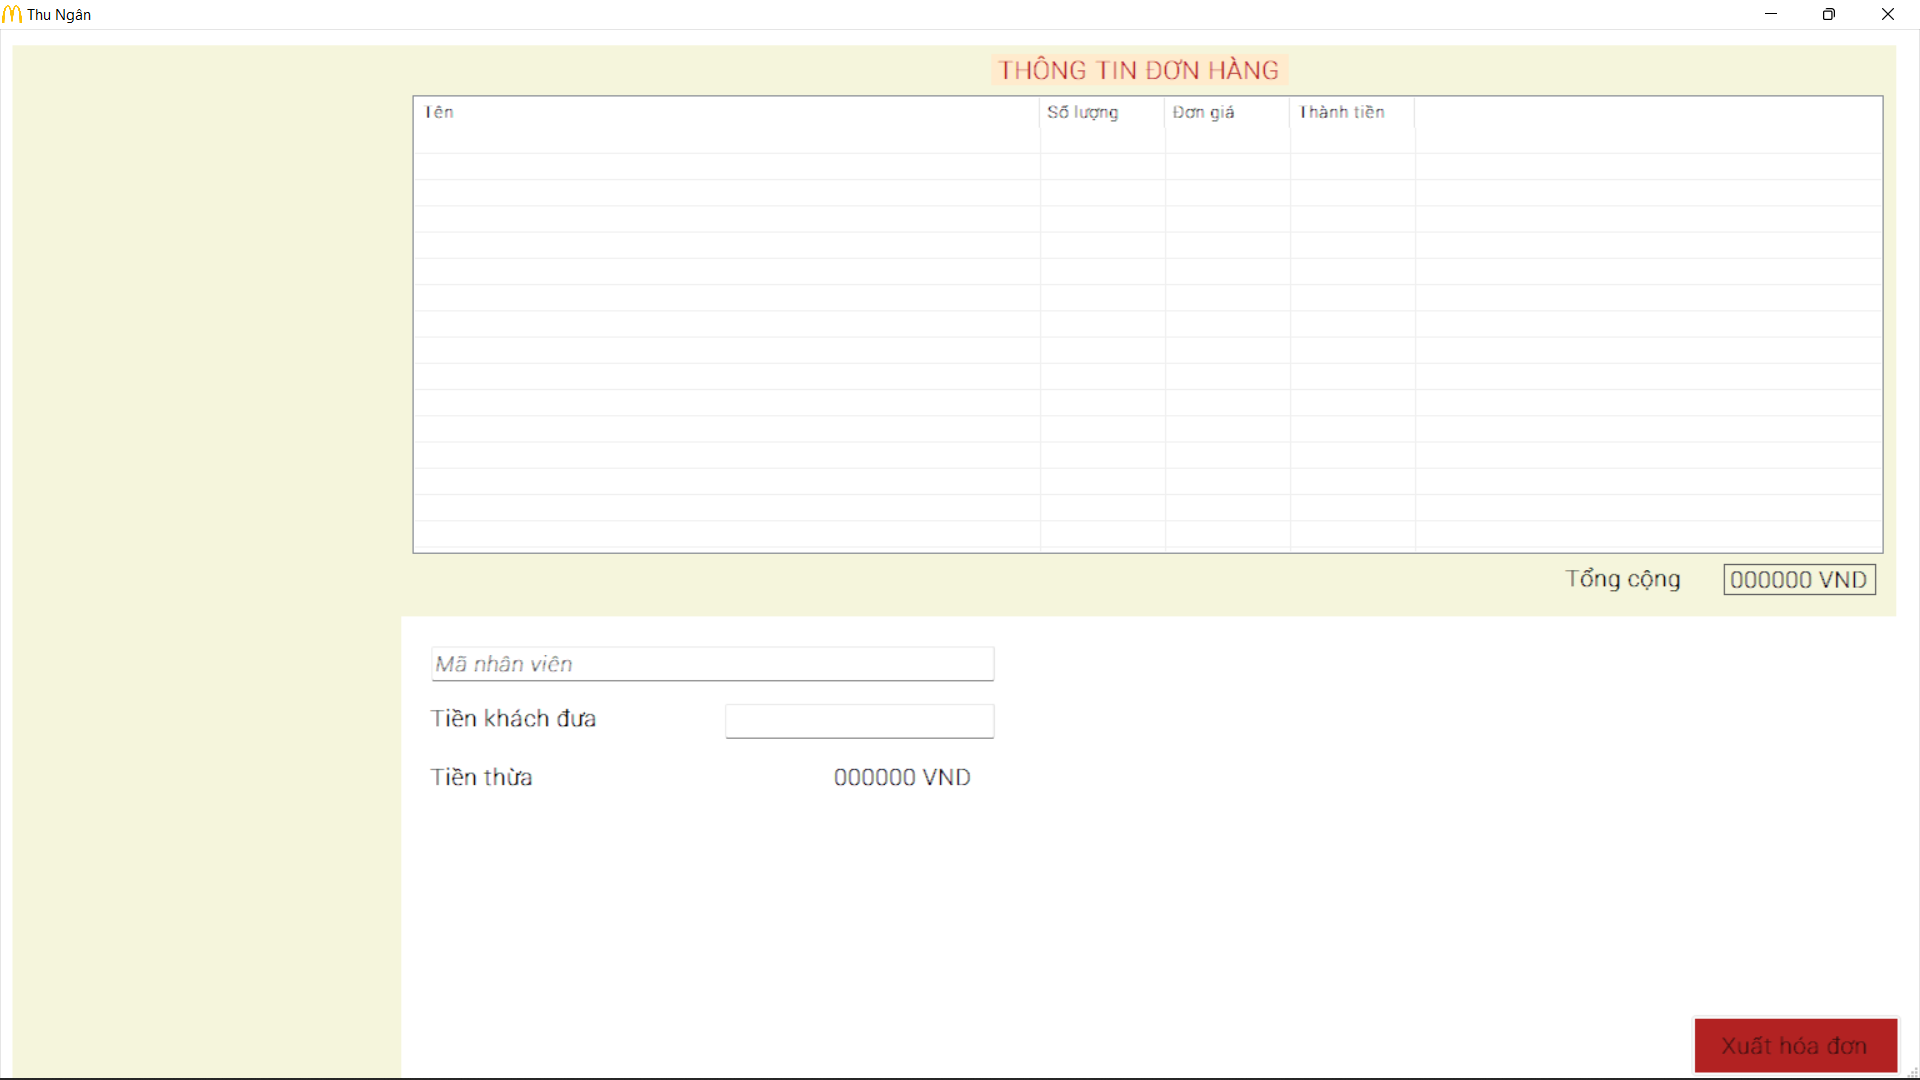 Thu Ngân
THÔNG TIN ĐƠN HÀNG
Tên Số lượng Đơn giá Thành tiền
Tổng cộng 000000 VND
Mã nhân viên
Tiền khách đưa
Tiền thừa 000000 VND
Xuất hóa đơn